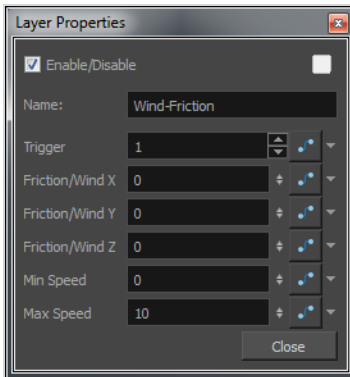 Layer Properties
Enable/Disable
Name: Wind-Friction
Trigger 1
Friction/Wind X 0
Friction/Wind Y 0
Friction/Wind Z 0
Min Speed 0
Max Speed 10
Close